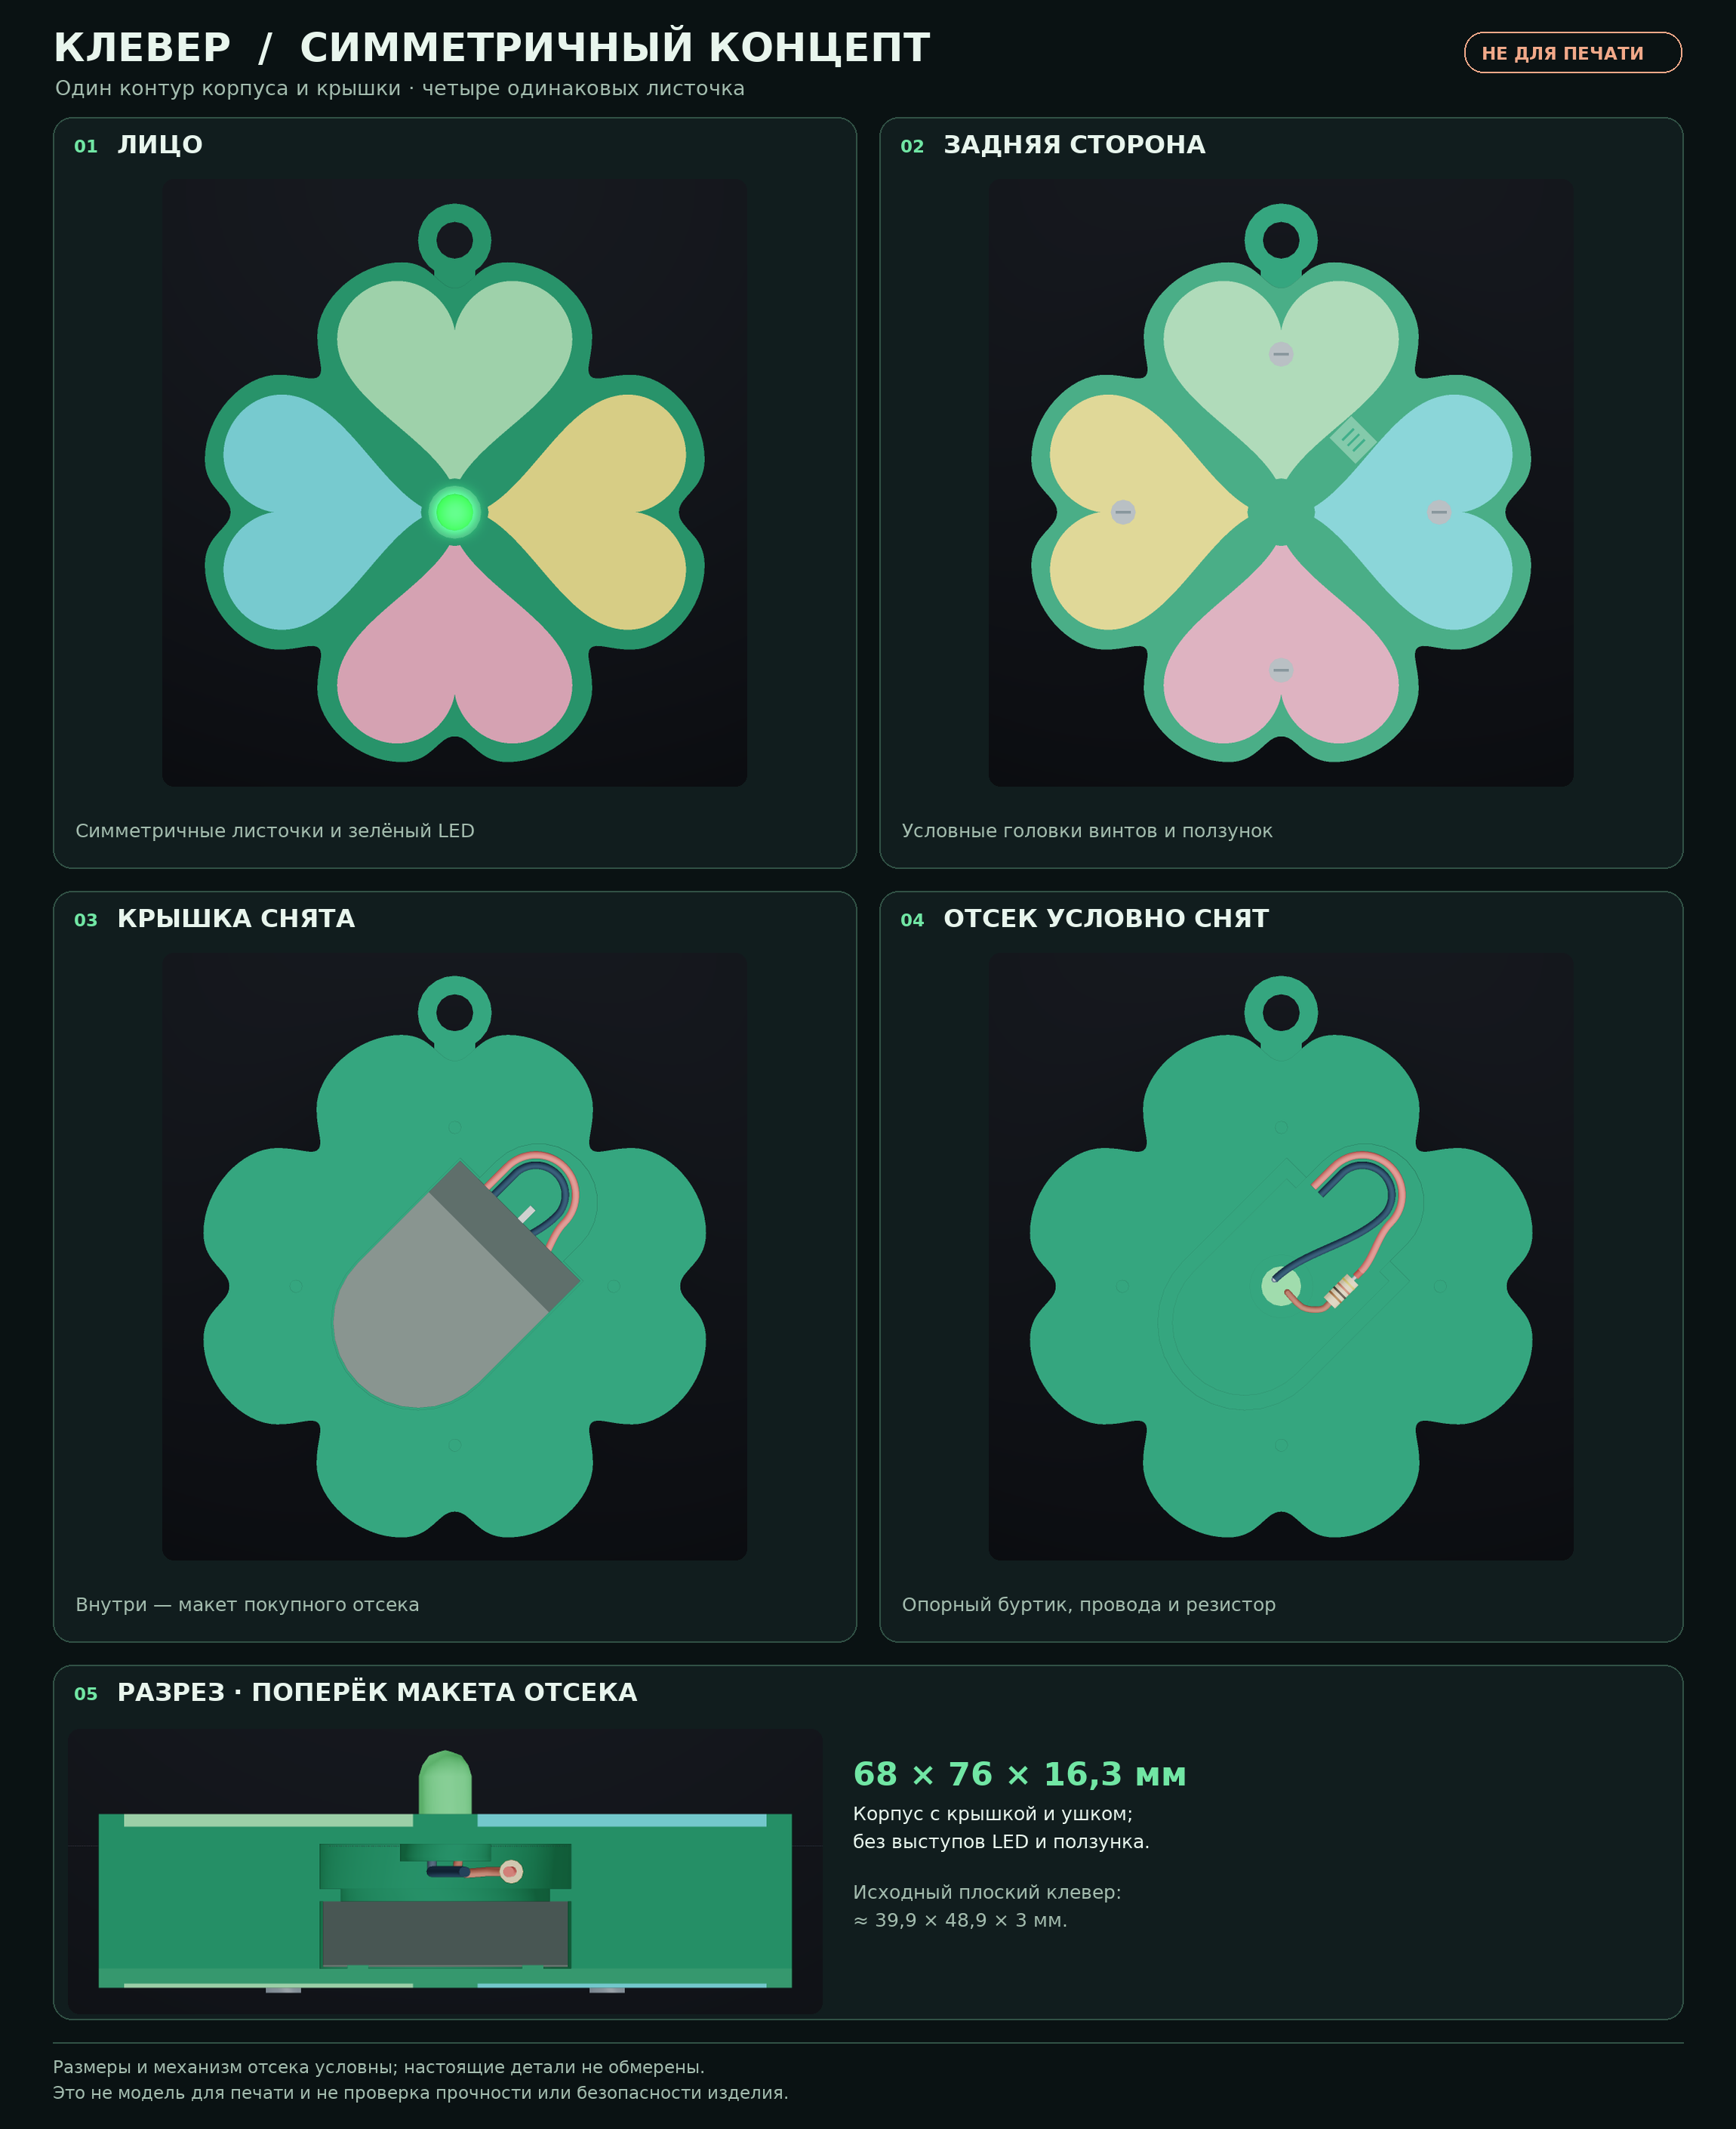 КЛЕВЕР / СИММЕТРИЧНЫЙ КОНЦЕПТ
НЕ ДЛЯ ПЕЧАТИ
Один контур корпуса и крышки · четыре одинаковых листочка
01 ЛИЦО
Симметричные листочки и зелёный LED
02 ЗАДНЯЯ СТОРОНА
Условные головки винтов и ползунок
03 КРЫШКА СНЯТА
Внутри — макет покупного отсека
04 ОТСЕК УСЛОВНО СНЯТ
Опорный буртик, провода и резистор
05 РАЗРЕЗ · ПОПЕРЁК МАКЕТА ОТСЕКА
68 × 76 × 16,3 мм
Корпус с крышкой и ушком;
без выступов LED и ползунка.
Исходный плоский клевер:
≈ 39,9 × 48,9 × 3 мм.
Размеры и механизм отсека условны; настоящие детали не обмерены.
Это не модель для печати и не проверка прочности или безопасности изделия.